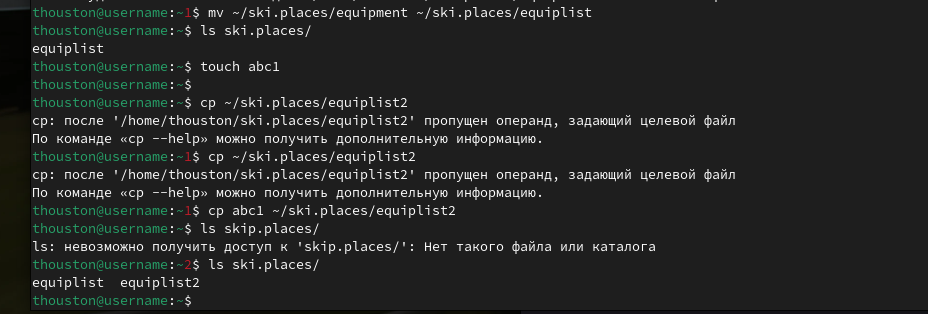 thouston@username:~1$ mv ~/ski.places/equipment ~/ski.places/equiplist
thouston@username:~$ ls ski.places/
equiplist
thouston@username:~$ touch abc1
thouston@username:~$
thouston@username:~$ cp ~/ski.places/equiplist2
cp: после '/home/thouston/ski.places/equiplist2' пропущен операнд, задающий целевой файл
По команде «cp --help» можно получить дополнительную информацию.
thouston@username:~1$ cp ~/ski.places/equiplist2
cp: после '/home/thouston/ski.places/equiplist2' пропущен операнд, задающий целевой файл
По команде «cp --help» можно получить дополнительную информацию.
thouston@username:~1$ cp abc1 ~/ski.places/equiplist2
thouston@username:~$ ls skip.places/
ls: невозможно получить доступ к 'skip.places/': Нет такого файла или каталога
thouston@username:~2$ ls ski.places/
equiplist  equiplist2
thouston@username:~$